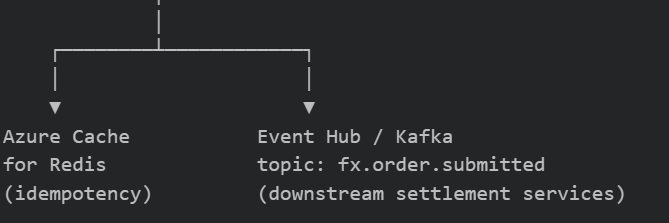 Azure Cache Event Hub / Kafka
for Redis topic: fx.order.submitted
(idempotency) (downstream settlement services)